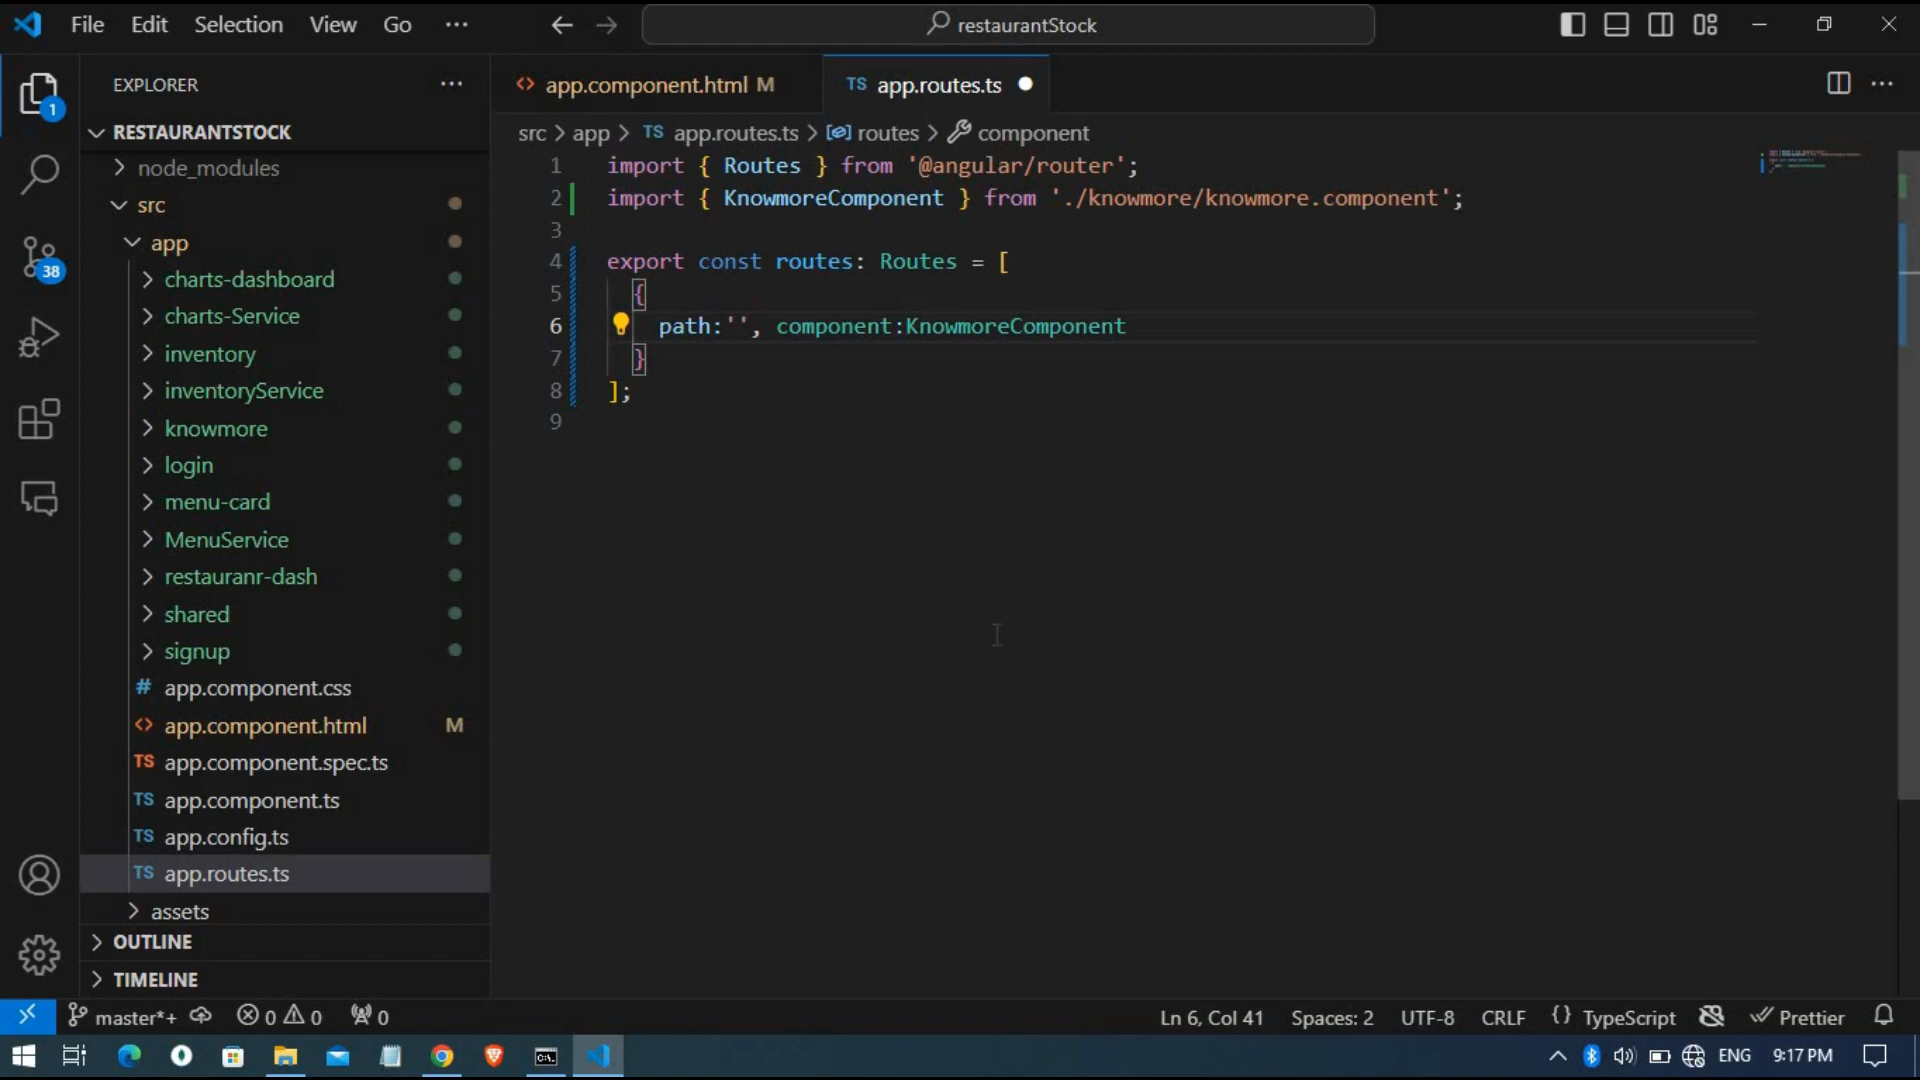 File Edit Selection View Go ···
restaurantStock
EXPLORER ···
app.component.html M
TS app.routes.ts
RESTAURANTSTOCK
src > app > TS app.routes.ts > routes > component
node_modules
src
app
charts-dashboard
charts-Service
inventory
inventoryService
knowmore
login
menu-card
MenuService
restauranr-dash
shared
signup
# app.component.css
<> app.component.html M
TS app.component.spec.ts
TS app.component.ts
TS app.config.ts
TS app.routes.ts
assets
OUTLINE
TIMELINE
1 import { Routes } from '@angular/router';
2 import { KnowmoreComponent } from './knowmore/knowmore.component';
3
4 export const routes: Routes = [
5 {
6 path:'', component:KnowmoreComponent
7 }
8 ];
9
1
38
master*+ 0 0 0
Ln 6, Col 41 Spaces: 2 UTF-8 CRLF {} TypeScript Prettier
ENG 9:17 PM